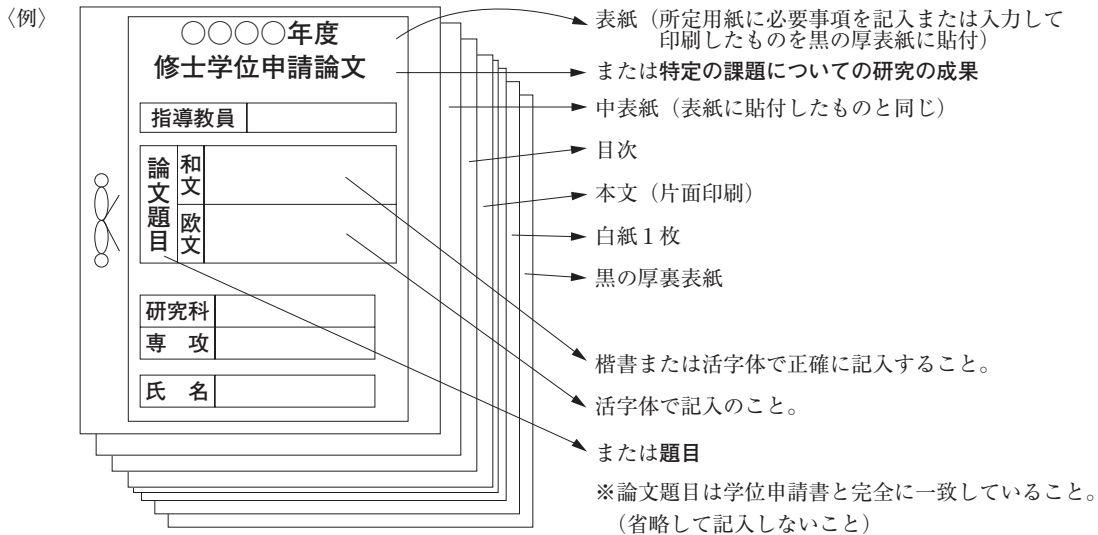 〈例〉
○○○○年度
修士学位申請論文
指導教員
論文題目
和文
欧文
研究科
専　攻
氏　名
表紙（所定用紙に必要事項を記入または入力して
印刷したものを黒の厚表紙に貼付）
または特定の課題についての研究の成果
中表紙（表紙に貼付したものと同じ）
目次
本文（片面印刷）
白紙１枚
黒の厚裏表紙
楷書または活字体で正確に記入すること。
活字体で記入のこと。
または題目
※論文題目は学位申請書と完全に一致していること。
（省略して記入しないこと）